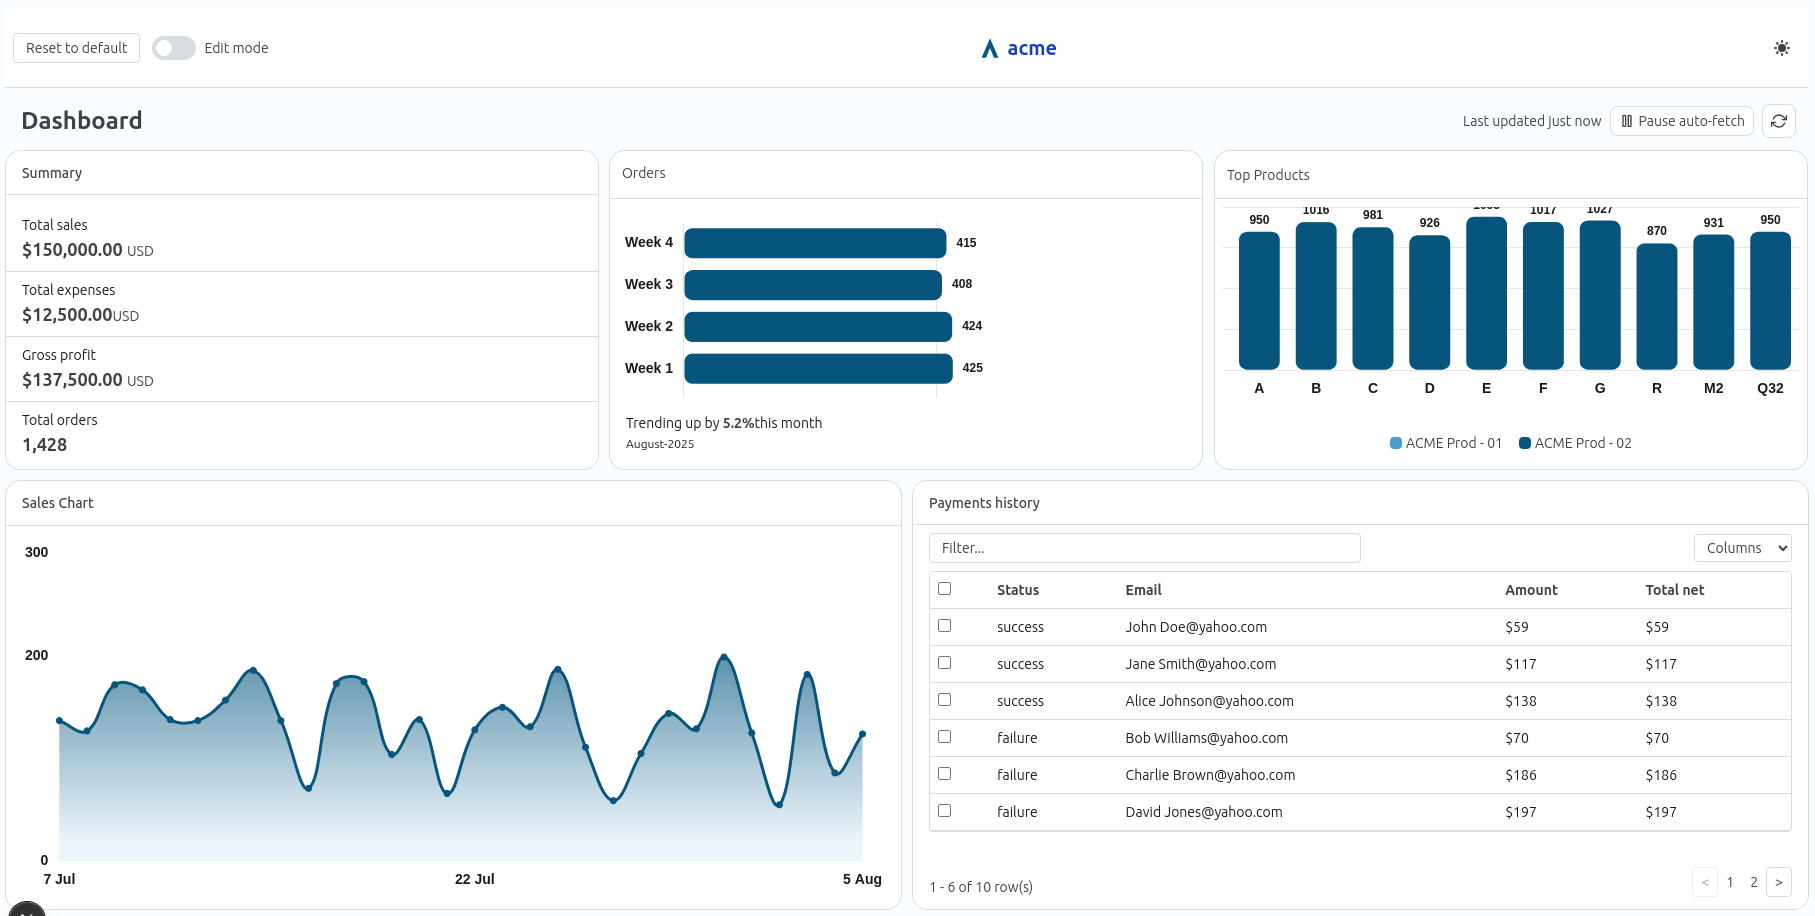 Reset to default
Edit mode
acme
Dashboard
Last updated just now
Pause auto-fetch
Summary
Total sales
$150,000.00 USD
Total expenses
$12,500.00USD
Gross profit
$137,500.00 USD
Total orders
1,428
Orders
Week 4 415
Week 3 408
Week 2 424
Week 1 425
Trending up by 5.2%this month
August-2025
Top Products
950 1016 981 926 1017 1027 870 931 950
A B C D E F G R M2 Q32
ACME Prod - 01 ACME Prod - 02
Sales Chart
300
200
0
7 Jul 22 Jul 5 Aug
Payments history
Filter...
Columns
Status Email Amount Total net
success John Doe@yahoo.com $59 $59
success Jane Smith@yahoo.com $117 $117
success Alice Johnson@yahoo.com $138 $138
failure Bob Williams@yahoo.com $70 $70
failure Charlie Brown@yahoo.com $186 $186
failure David Jones@yahoo.com $197 $197
1 - 6 of 10 row(s)
< 1 2 >